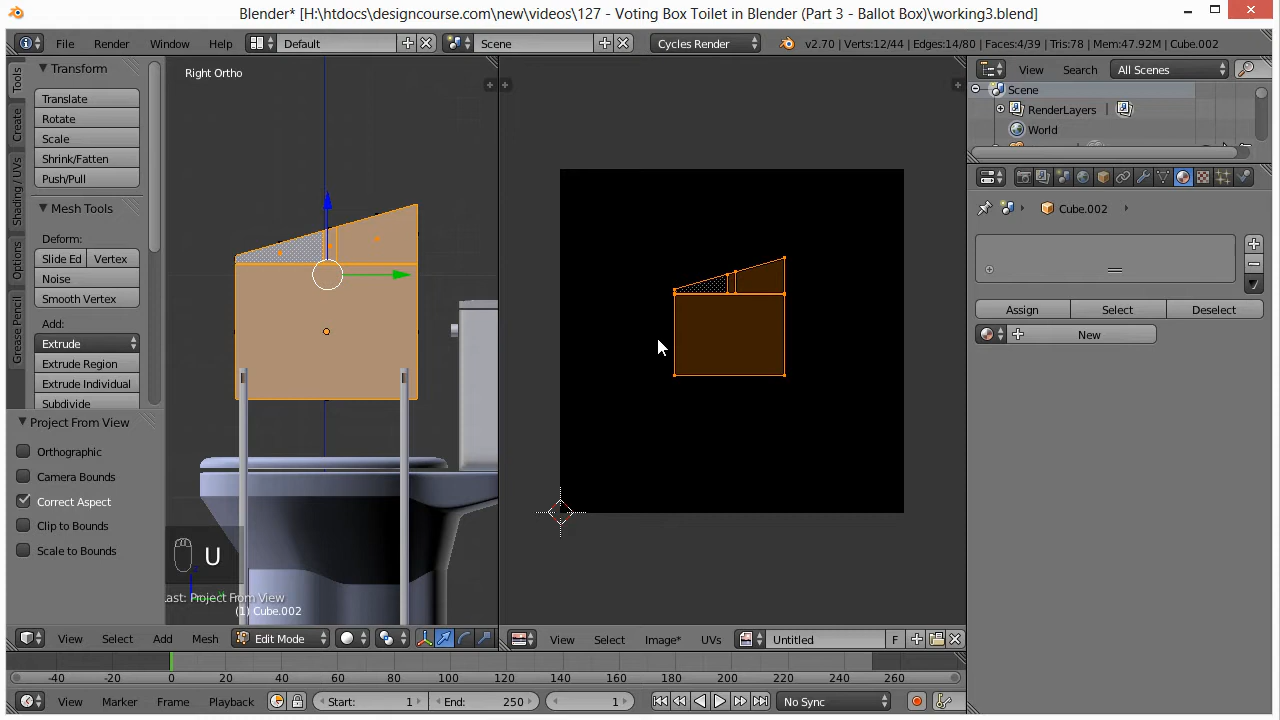 Blender* [H:\htdocs\designcourse.com\new\videos\127 - Voting Box Toilet in Blender (Part 3 - Ballot Box)\working3.blend]
File Render Window Help Default Scene Cycles Render v2.70 | Verts:12/44 | Edges:14/80 | Faces:4/39 | Tris:78 | Mem:47.92M | Cube.002
Tools
Create
Shading / UVs
Options
Grease Pencil
Transform
Translate
Rotate
Scale
Shrink/Fatten
Push/Pull
Mesh Tools
Deform:
Slide Ed Vertex
Noise
Smooth Vertex
Add:
Extrude
Extrude Region
Extrude Individual
Subdivide
Project From View
Orthographic
Camera Bounds
Correct Aspect
Clip to Bounds
Scale to Bounds
Right Ortho
U
ast: Project From View
(1) Cube.002
View Select Add Mesh Edit Mode
View Select Image* UVs Untitled F
View Search All Scenes
Scene
RenderLayers
World
Cube.002
Assign Select Deselect
New
-40 -20 0 20 40 60 80 100 120 140 160 180 200 220 240 260
View Marker Frame Playback Start: 1 End: 250 1 No Sync